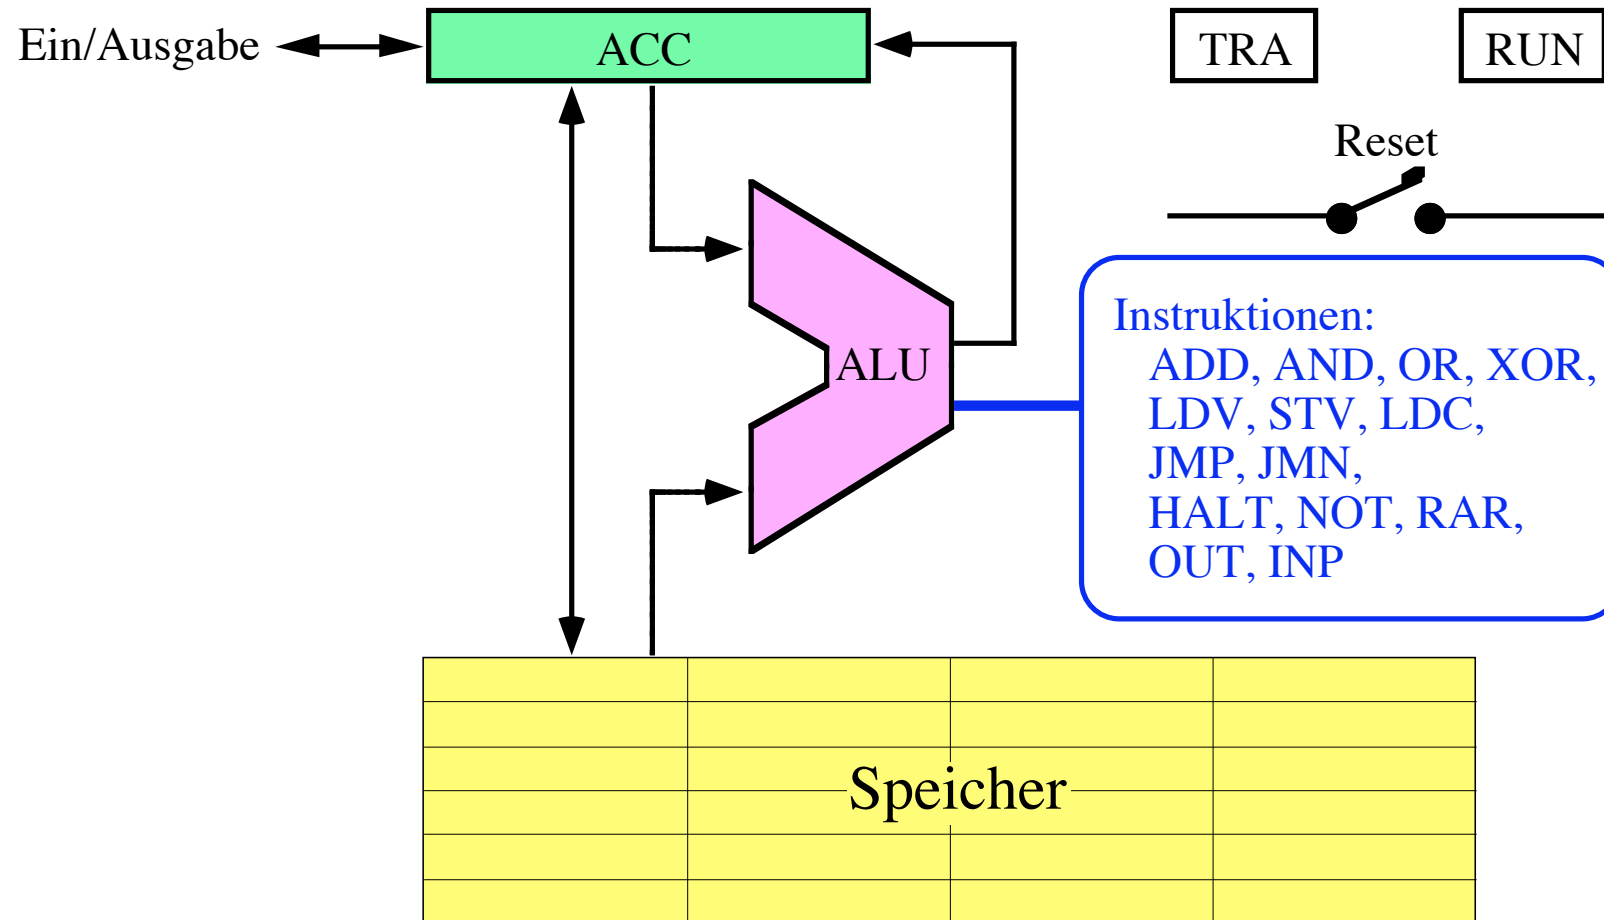 Ein/Ausgabe
ACC
TRA
RUN
Reset
ALU
Instruktionen:
ADD, AND, OR, XOR,
LDV, STV, LDC,
JMP, JMN,
HALT, NOT, RAR,
OUT, INP
Speicher